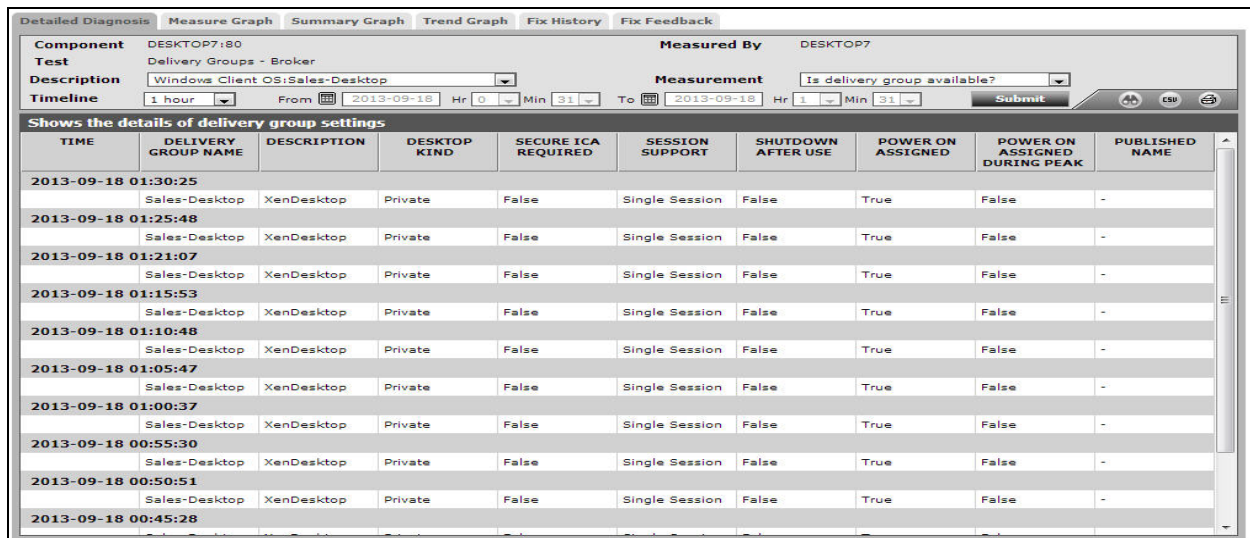 Detailed Diagnosis Measure Graph Summary Graph Trend Graph Fix History Fix Feedback
Component DESKTOP7:80 Measured By DESKTOP7
Test Delivery Groups - Broker
Description Windows Client OS:Sales-Desktop Measurement Is delivery group available?
Timeline 1 hour From 2013-09-18 Hr 0 Min 31 To 2013-09-18 Hr 1 Min 31 Submit CSV
Shows the details of delivery group settings
TIME DELIVERY GROUP NAME DESCRIPTION DESKTOP KIND SECURE ICA REQUIRED SESSION SUPPORT SHUTDOWN AFTER USE POWER ON ASSIGNED POWER ON ASSIGNED DURING PEAK PUBLISHED NAME
2013-09-18 01:30:25
Sales-Desktop XenDesktop Private False Single Session False True False -
2013-09-18 01:25:48
Sales-Desktop XenDesktop Private False Single Session False True False -
2013-09-18 01:21:07
Sales-Desktop XenDesktop Private False Single Session False True False -
2013-09-18 01:15:53
Sales-Desktop XenDesktop Private False Single Session False True False -
2013-09-18 01:10:48
Sales-Desktop XenDesktop Private False Single Session False True False -
2013-09-18 01:05:47
Sales-Desktop XenDesktop Private False Single Session False True False -
2013-09-18 01:00:37
Sales-Desktop XenDesktop Private False Single Session False True False -
2013-09-18 00:55:30
Sales-Desktop XenDesktop Private False Single Session False True False -
2013-09-18 00:50:51
Sales-Desktop XenDesktop Private False Single Session False True False -
2013-09-18 00:45:28